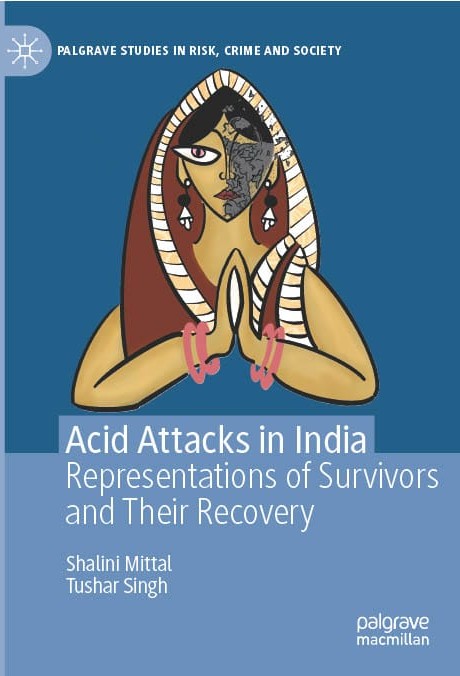 PALGRAVE STUDIES IN RISK, CRIME AND SOCIETY
Acid Attacks in India
Representations of Survivors
and Their Recovery
Shalini Mittal
Tushar Singh
palgrave
macmillan